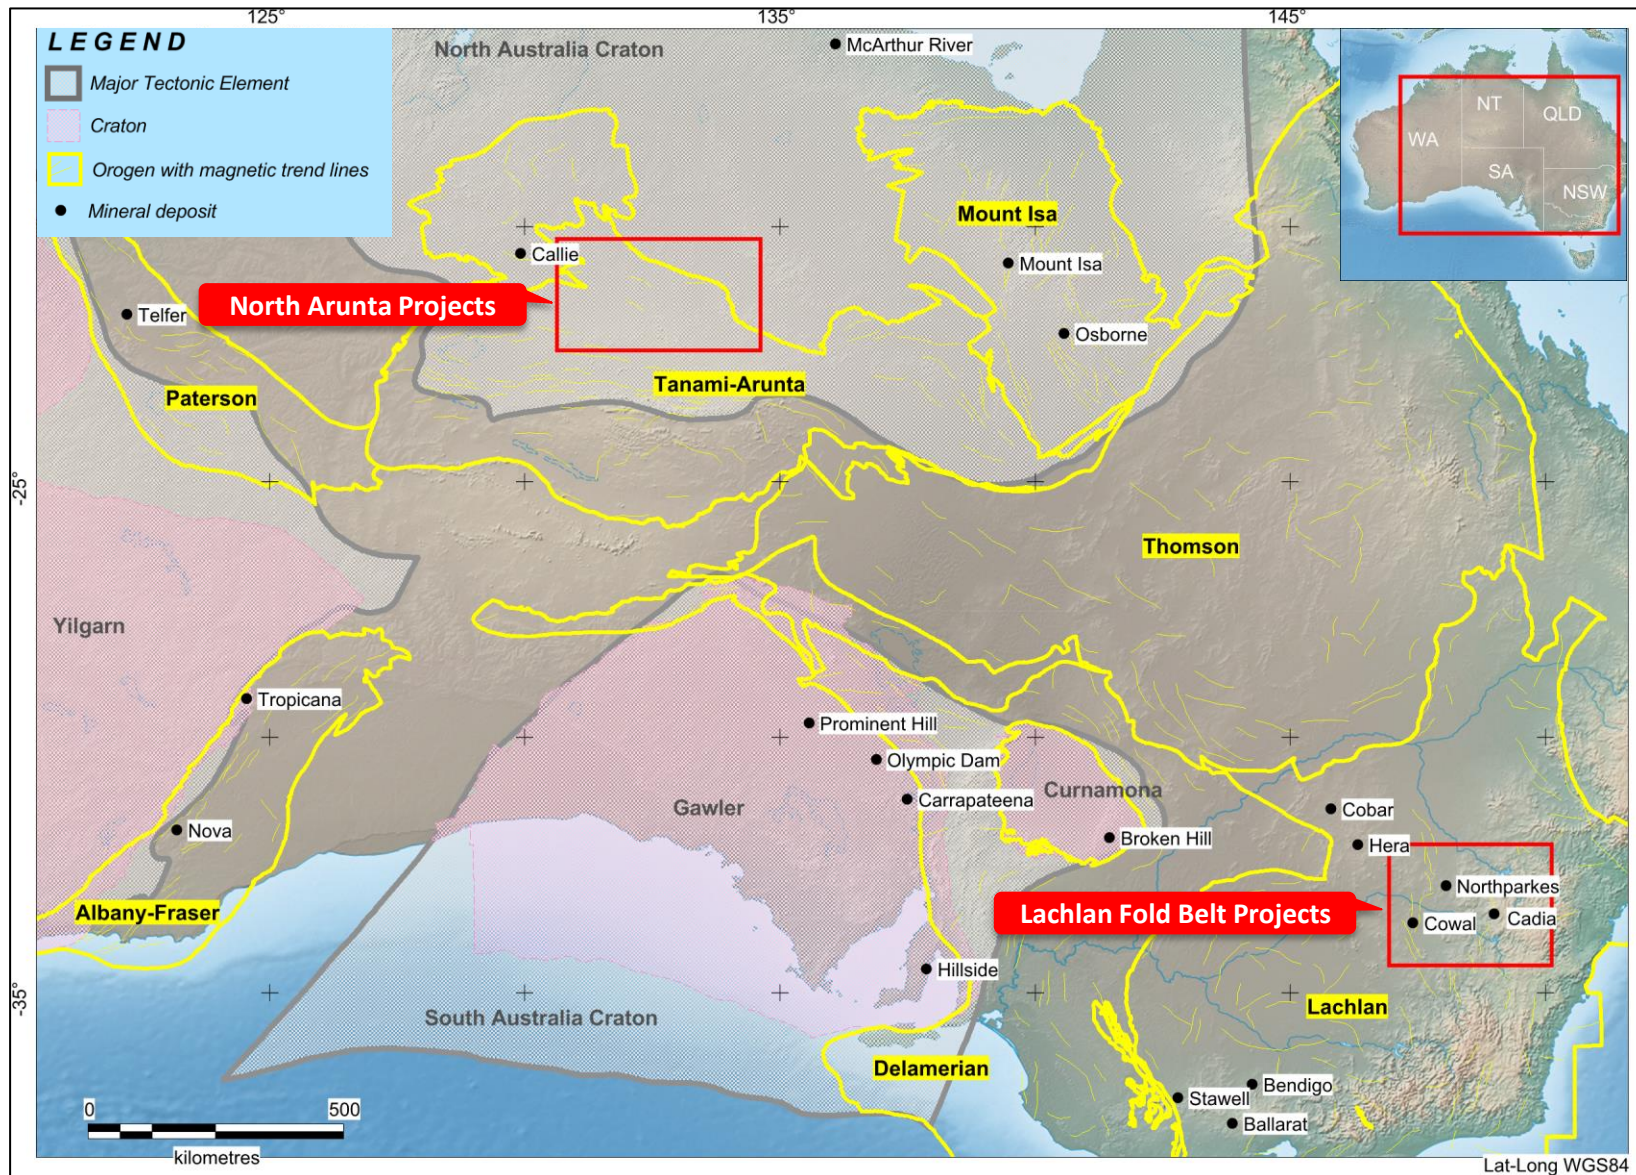 125°
135°
145°
LEGEND
Major Tectonic Element
Craton
Orogen with magnetic trend lines
Mineral deposit
North Australia Craton
McArthur River
NT
QLD
WA
SA
NSW
Mount Isa
Callie
Mount Isa
North Arunta Projects
Telfer
Osborne
Tanami-Arunta
Paterson
-25°
Thomson
Yilgarn
Tropicana
Prominent Hill
Olympic Dam
Curnamona
Carrapateena
Gawler
Cobar
Nova
Broken Hill
Hera
Northparkes
Albany-Fraser
Lachlan Fold Belt Projects
Cowal
Cadia
Hillside
-35°
Lachlan
South Australia Craton
Delamerian
Bendigo
Stawell
Ballarat
0
500
kilometres
Lat-Long WGS84